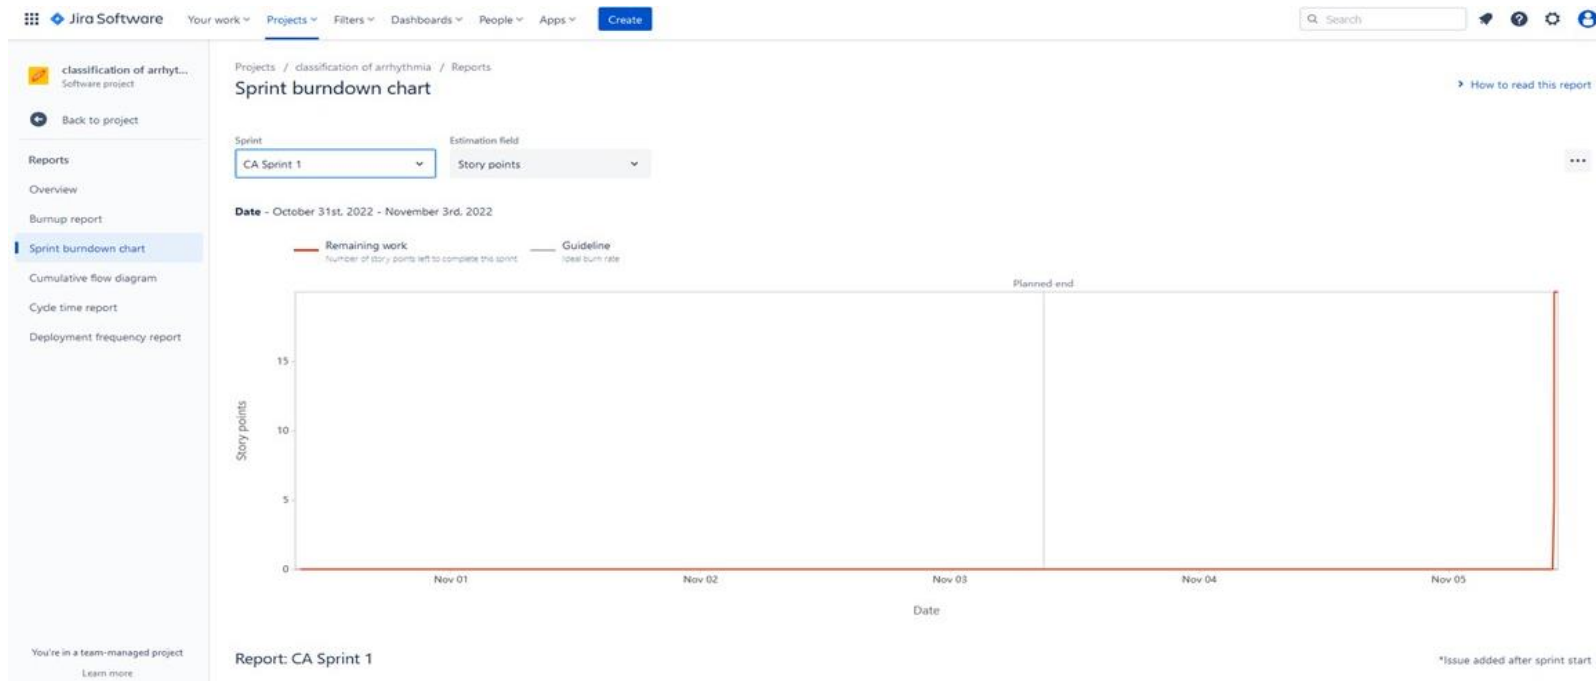 Jira Software Your work Projects Filters Dashboards People Apps Create Search
classification of arrhyt...
Software project
Back to project
Reports
Overview
Burnup report
Sprint burndown chart
Cumulative flow diagram
Cycle time report
Deployment frequency report
You're in a team-managed project
Learn more
Projects / classification of arrhythmia / Reports
Sprint burndown chart
How to read this report
Sprint Estimation field
CA Sprint 1 Story points
Date - October 31st, 2022 - November 3rd, 2022
Remaining work Guideline
Number of story points left to complete this sprint Ideal burn rate
Planned end
15
10
5
0
Story points
Nov 01 Nov 02 Nov 03 Nov 04 Nov 05
Date
Report: CA Sprint 1 *Issue added after sprint start